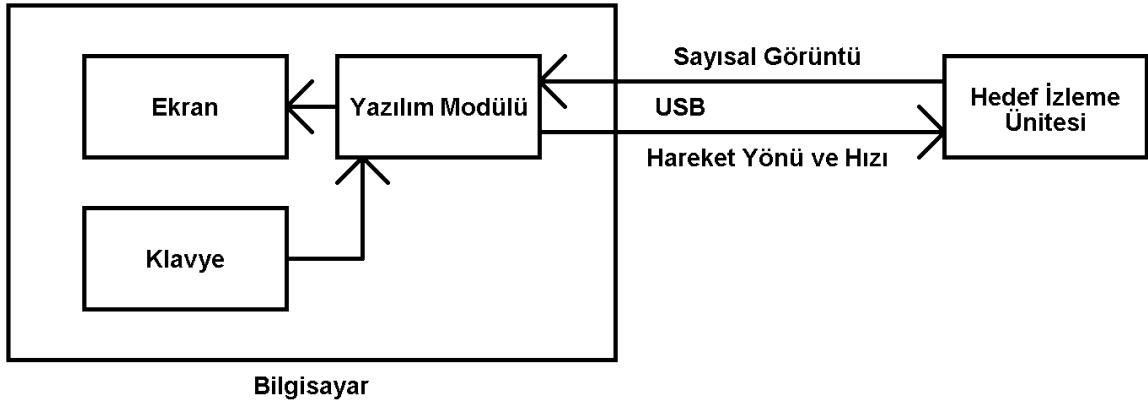 Sayısal Görüntü
Ekran
Yazılım Modülü
USB
Hedef İzleme
Ünitesi
Hareket Yönü ve Hızı
Klavye
Bilgisayar